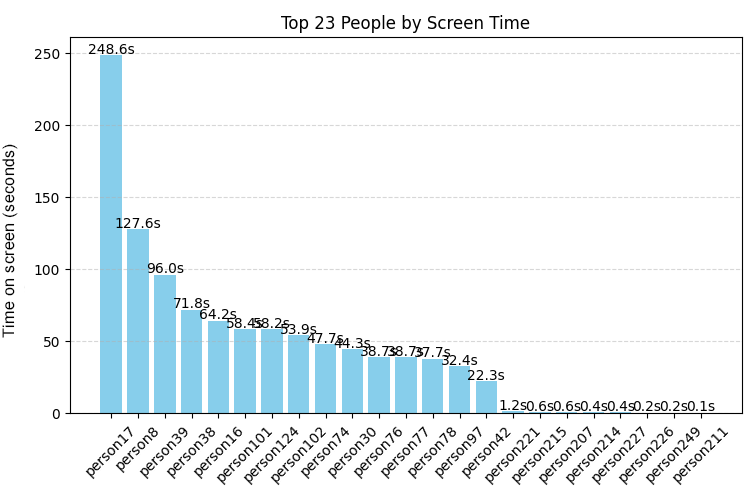 Top 23 People by Screen Time
Time on screen (seconds)
250
200
150
100
50
0
248.6s
127.6s
96.0s
71.8s
64.2s
58.4s
58.2s
53.9s
47.7s
44.3s
38.7s
38.7s
37.7s
32.4s
22.3s
1.2s
0.6s
0.6s
0.4s
0.4s
0.2s
0.2s
0.1s
person17
person8
person39
person38
person16
person101
person124
person102
person74
person30
person76
person77
person78
person97
person42
person221
person215
person207
person214
person227
person226
person249
person211